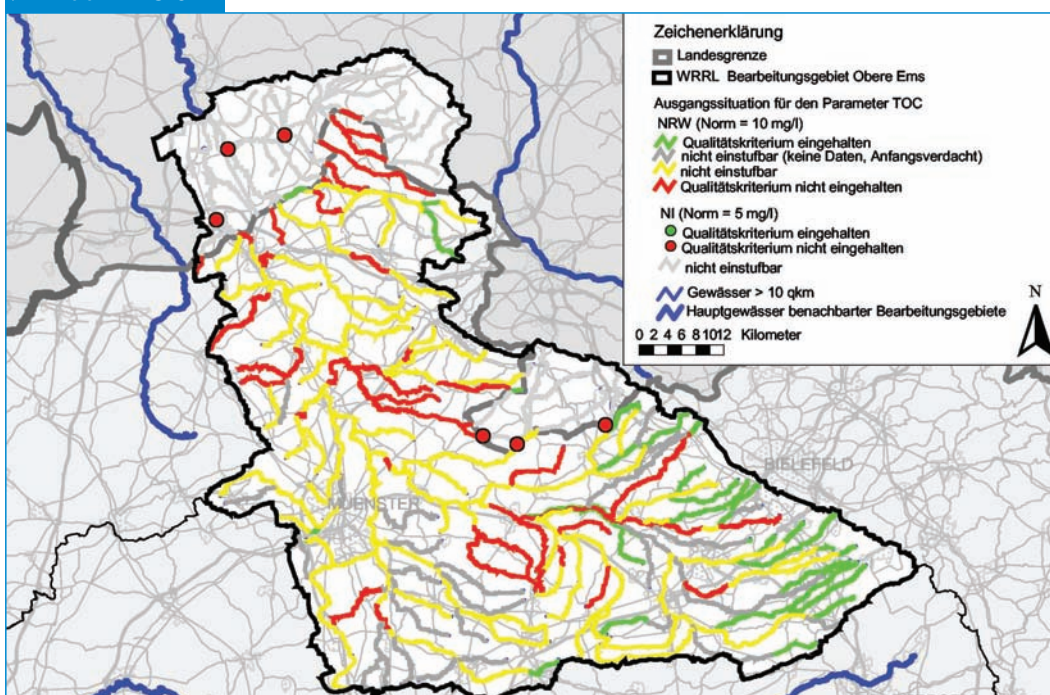 Zeichenerklärung
Landesgrenze
WRRL Bearbeitungsgebiet Obere Ems
Ausgangssituation für den Parameter TOC
NRW (Norm = 10 mg/l)
Qualitätskriterium eingehalten
nicht einstufbar (keine Daten, Anfangsverdacht)
nicht einstufbar
Qualitätskriterium nicht eingehalten
NI (Norm = 5 mg/l)
Qualitätskriterium eingehalten
Qualitätskriterium nicht eingehalten
nicht einstufbar
Gewässer > 10 qkm
Hauptgewässer benachbarter Bearbeitungsgebiete
N
0 2 4 6 8 1012 Kilometer
BIELEFELD
MUENSTER